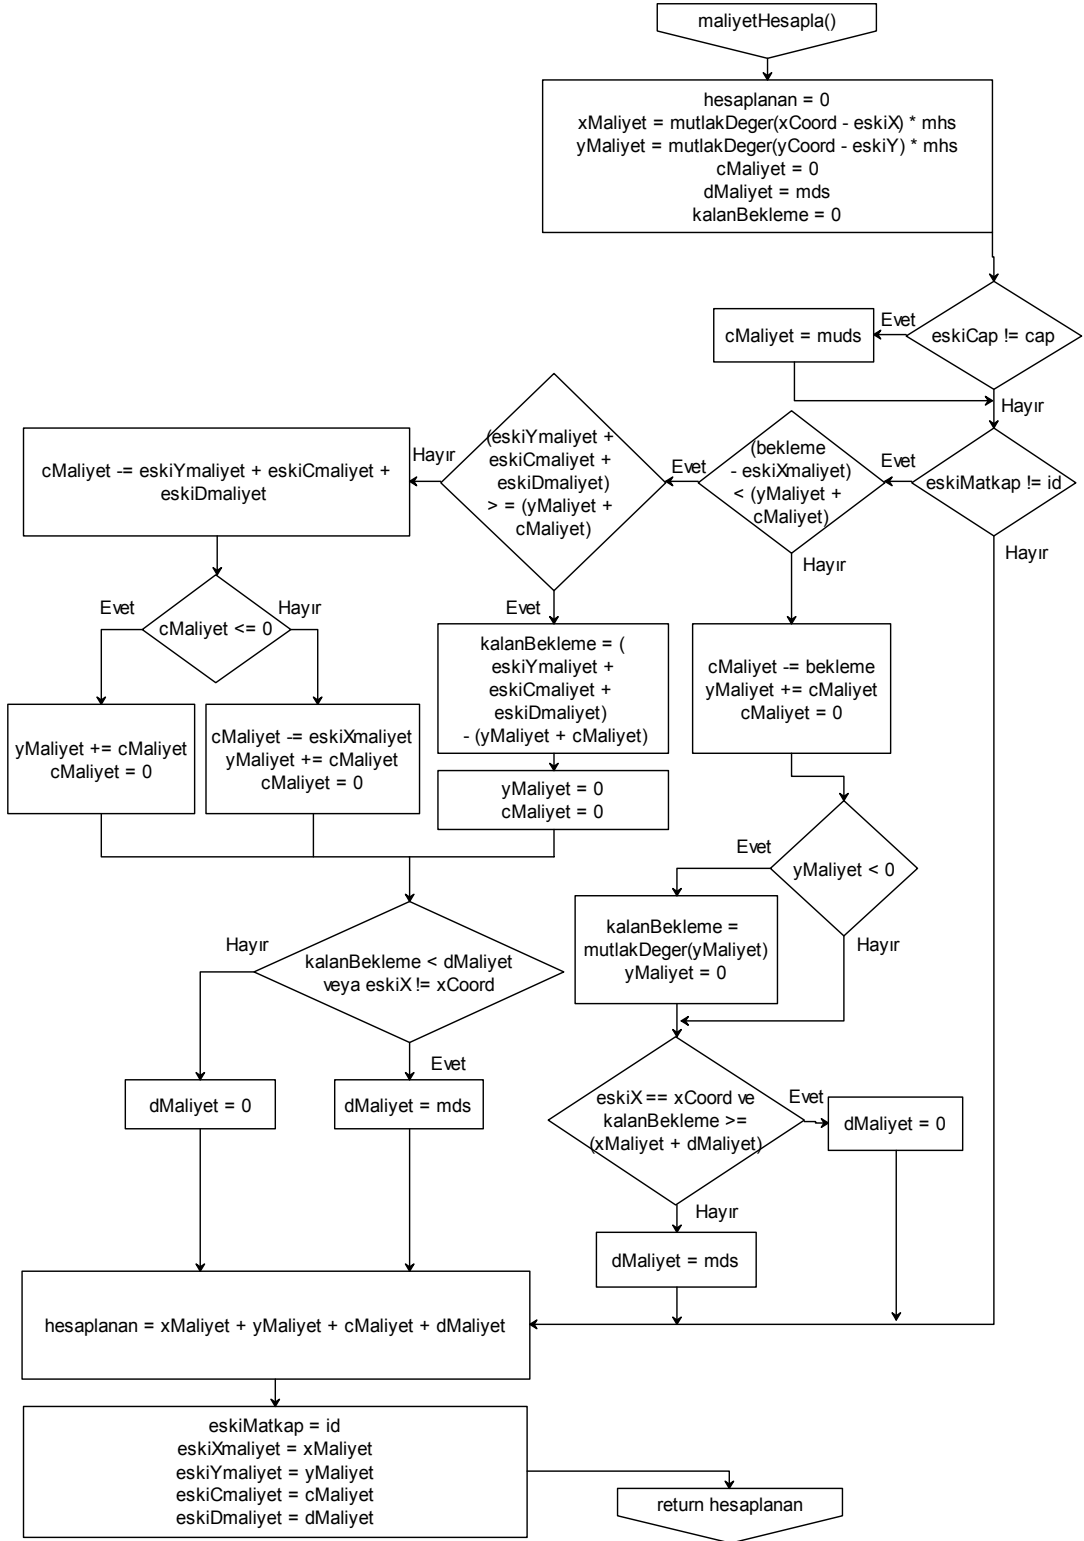 maliyetHesapla()
hesaplanan = 0
xMaliyet = mutlakDeger(xCoord - eskiX) * mhs
yMaliyet = mutlakDeger(yCoord - eskiY) * mhs
cMaliyet = 0
dMaliyet = mds
kalanBekleme = 0
eskiCap != cap
Evet
cMaliyet = muds
Hayır
eskiMatkap != id
Evet
Hayır
(bekleme
- eskiXmaliyet)
< (yMaliyet +
cMaliyet)
Evet
Hayır
(eskiYmaliyet +
eskiCmaliyet +
eskiDmaliyet)
> = (yMaliyet +
cMaliyet)
Hayır
Evet
cMaliyet -= eskiYmaliyet + eskiCmaliyet +
eskiDmaliyet
cMaliyet <= 0
Evet
Hayır
yMaliyet += cMaliyet
cMaliyet = 0
cMaliyet -= eskiXmaliyet
yMaliyet += cMaliyet
cMaliyet = 0
kalanBekleme = (
eskiYmaliyet +
eskiCmaliyet +
eskiDmaliyet)
- (yMaliyet + cMaliyet)
yMaliyet = 0
cMaliyet = 0
cMaliyet -= bekleme
yMaliyet += cMaliyet
cMaliyet = 0
yMaliyet < 0
Evet
Hayır
kalanBekleme =
mutlakDeger(yMaliyet)
yMaliyet = 0
kalanBekleme < dMaliyet
veya eskiX != xCoord
Hayır
Evet
dMaliyet = 0
dMaliyet = mds
eskiX == xCoord ve
kalanBekleme >=
(xMaliyet + dMaliyet)
Evet
dMaliyet = 0
Hayır
dMaliyet = mds
hesaplanan = xMaliyet + yMaliyet + cMaliyet + dMaliyet
eskiMatkap = id
eskiXmaliyet = xMaliyet
eskiYmaliyet = yMaliyet
eskiCmaliyet = cMaliyet
eskiDmaliyet = dMaliyet
return hesaplanan